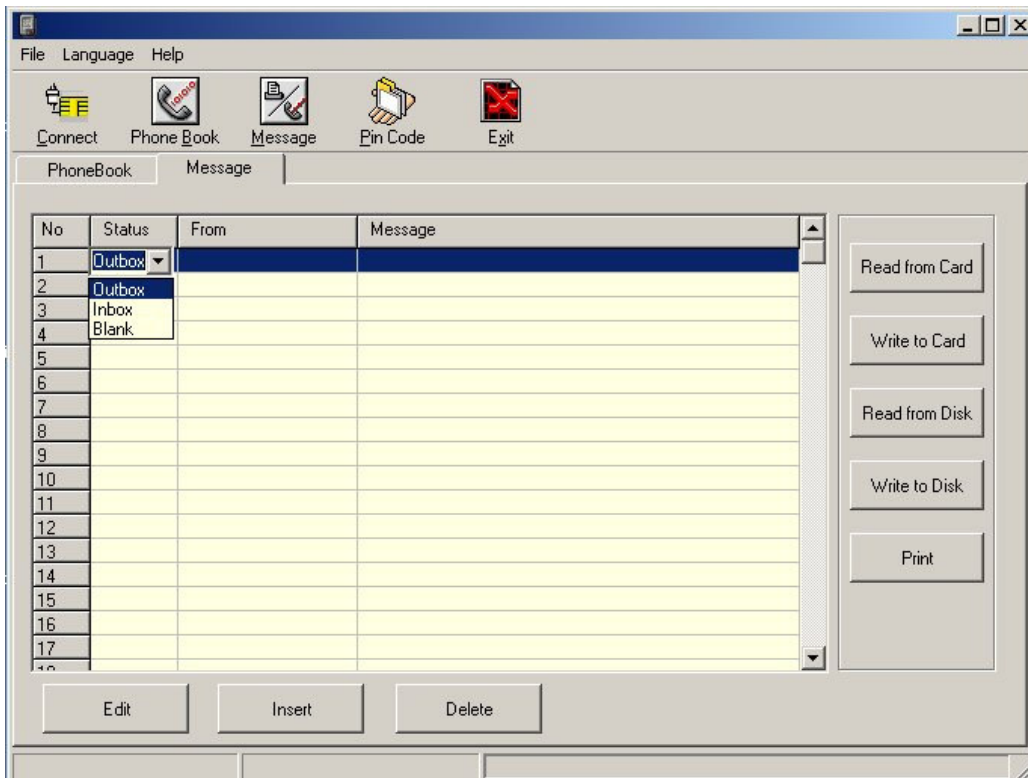 File Language Help
Connect Phone Book Message Pin Code Exit
PhoneBook Message
No Status From Message
1 Outbox
2 Outbox
3 Inbox
4 Blank
5
6
7
8
9
10
11
12
13
14
15
16
17
18
Read from Card
Write to Card
Read from Disk
Write to Disk
Print
Edit Insert Delete